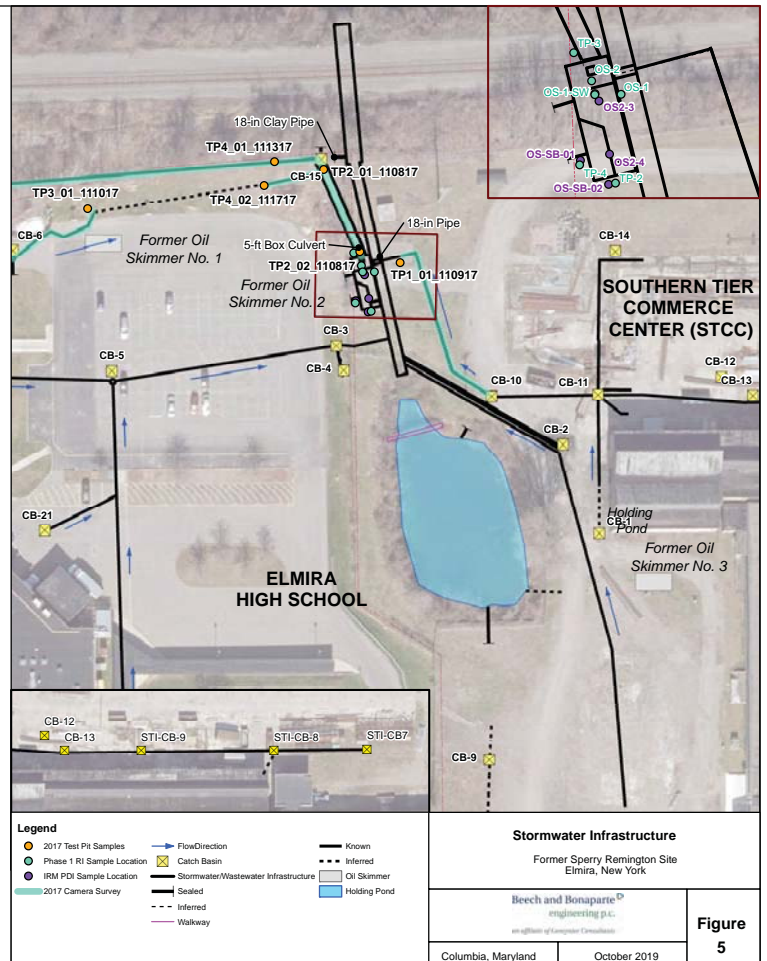 TP-3
OS-2
OS-1-SW
OS-1
OS2-3
OS-SB-01
OS2-4
TP-4
TP-2
OS-SB-02
18-in Clay Pipe
TP4_01_111317
CB-15
TP2_01_110817
TP3_01_111017
TP4_02_111717
CB-6
Former Oil
Skimmer No. 1
5-ft Box Culvert
18-in Pipe
TP2_02_110817
TP1_01_110917
Former Oil
Skimmer No. 2
CB-14
SOUTHERN TIER
COMMERCE
CENTER (STCC)
CB-3
CB-4
CB-5
CB-10
CB-11
CB-12
CB-13
CB-2
CB-21
Holding
Pond
CB-1
Former Oil
Skimmer No. 3
ELMIRA
HIGH SCHOOL
CB-9
CB-12
CB-13
STI-CB-9
STI-CB-8
STI-CB7
Legend
2017 Test Pit Samples
Phase 1 RI Sample Location
IRM PDI Sample Location
2017 Camera Survey
FlowDirection
Catch Basin
Stormwater/Wastewater Infrastructure
Sealed
Inferred
Walkway
Known
Inferred
Oil Skimmer
Holding Pond
Stormwater Infrastructure
Former Sperry Remington Site
Elmira, New York
Beech and Bonaparte
engineering p.c.
an affiliate of Geosyntec Consultants
Columbia, Maryland
October 2019
Figure
5